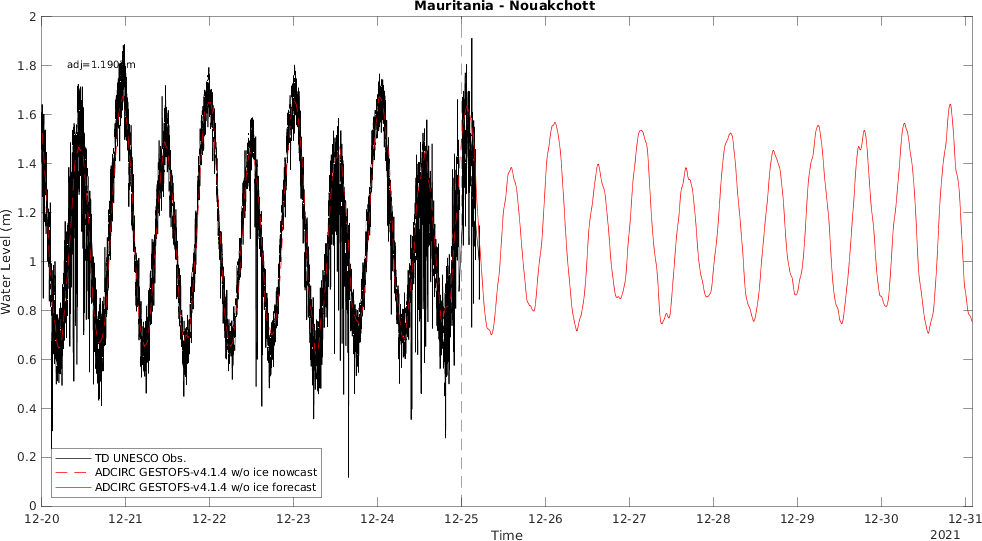 Mauritania - Nouakchott
2
1.8
1.6
1.4
1.2
1
0.8
0.6
0.4
0.2
0
Water Level (m)
TD UNESCO Obs.
ADCIRC GESTOFS-v4.1.4 w/o ice nowcast
ADCIRC GESTOFS-v4.1.4 w/o ice forecast
12-20 12-21 12-22 12-23 12-24 12-25 12-26 12-27 12-28 12-29 12-30 12-31
Time
2021